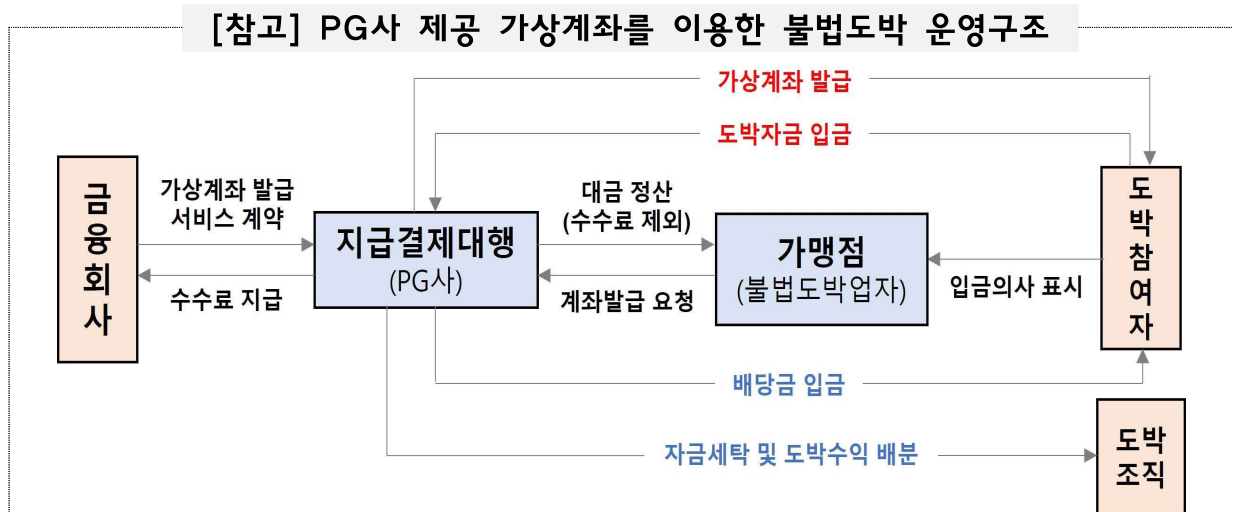 [참고] PG사 제공 가상계좌를 이용한 불법도박 운영구조
가상계좌 발급
도박자금 입금
금
융
회
사
가상계좌 발급
서비스 계약
수수료 지급
지급결제대행
(PG사)
대금 정산
(수수료 제외)
계좌발급 요청
가맹점
(불법도박업자)
입금의사 표시
도
박
참
여
자
배당금 입금
자금세탁 및 도박수익 배분
도박
조직